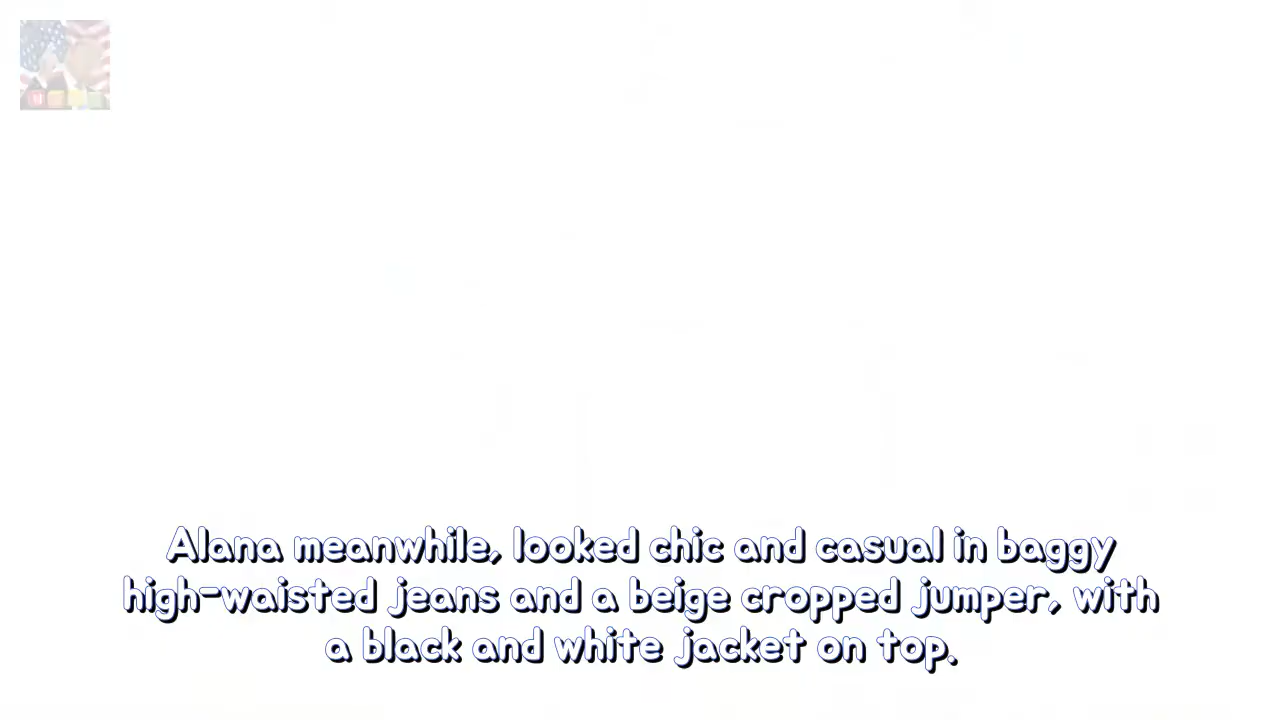 Alana meanwhile, looked chic and casual in baggy
high-waisted jeans and a beige cropped jumper, with
a black and white jacket on top.